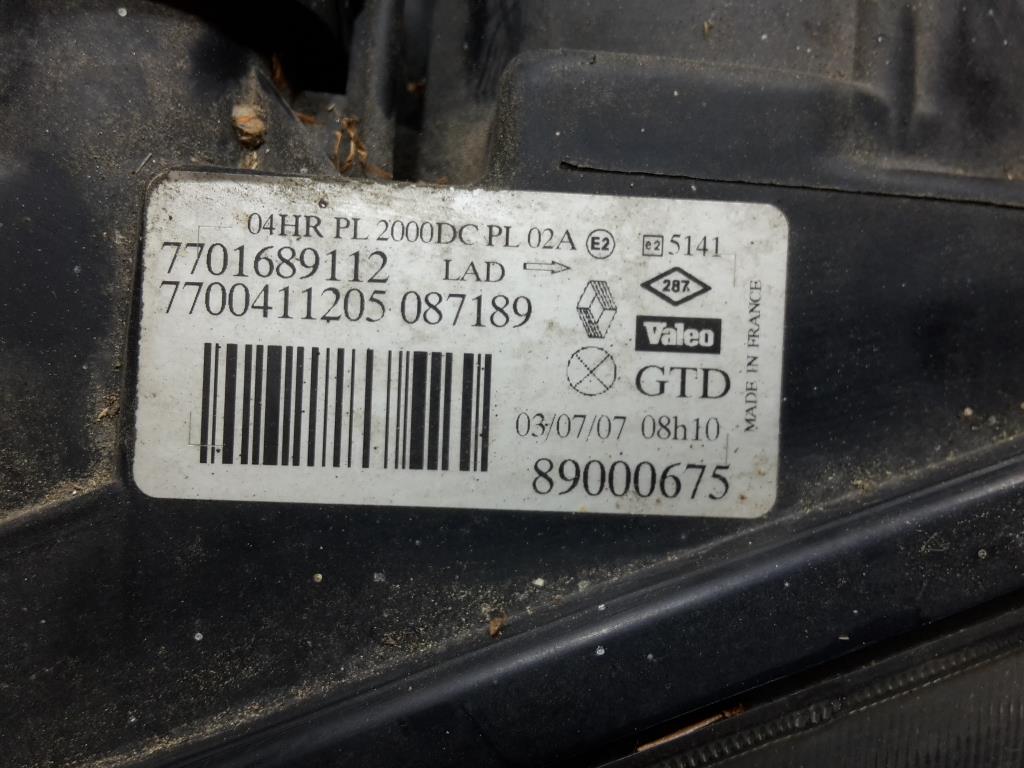 04HR PL 2000DC PL 02A E2 e2 5141
7701689112 LAD
7700411205 087189
287
Valeo
GTD
MADE IN FRANCE
03/07/07 08h10
89000675